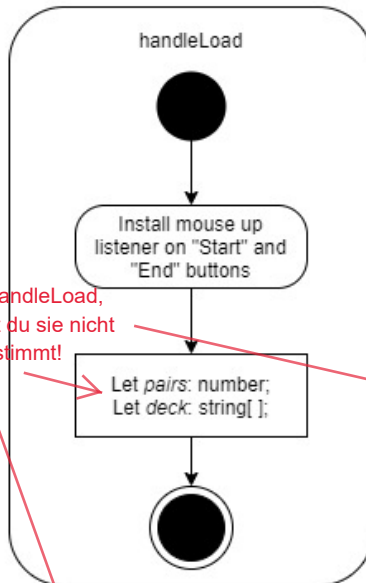 handleLoad
Install mouse up
listener on "Start" and
"End" buttons
handleLoad,
du sie nicht
stimmt!
Let pairs: number;
Let deck: string[ ];